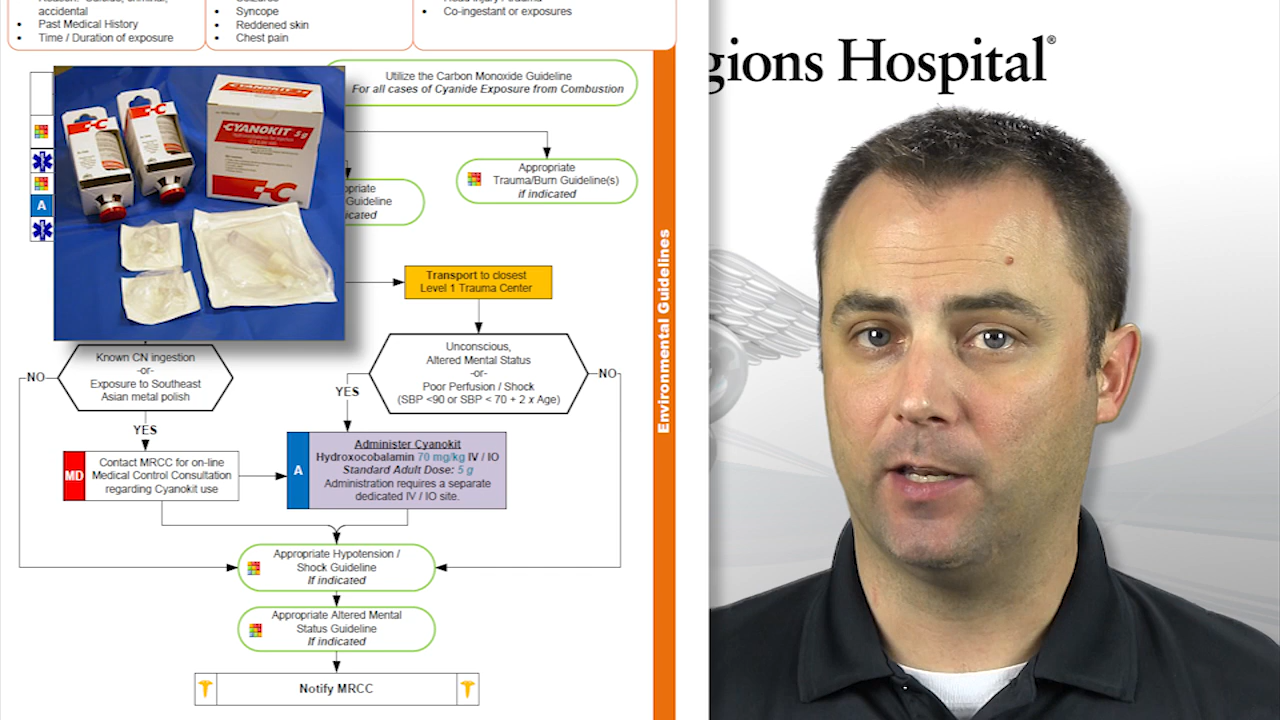 accidental
• Past Medical History
• Time / Duration of exposure
• Syncope
• Reddened skin
• Chest pain
• Co-ingestant or exposures
gions Hospital®
Utilize the Carbon Monoxide Guideline
For all cases of Cyanide Exposure from Combustion
CYANOKIT 5 g
Appropriate
Trauma/Burn Guideline(s)
if indicated
opriate
Guideline
icated
A
Environmental Guidelines
Transport to closest
Level 1 Trauma Center
Known CN ingestion
-or-
Exposure to Southeast
Asian metal polish
NO
YES
Unconscious,
Altered Mental Status
-or-
Poor Perfusion / Shock
(SBP <90 or SBP < 70 + 2 x Age)
NO
YES
MD
Contact MRCC for on-line
Medical Control Consultation
regarding Cyanokit use
A
Administer Cyanokit
Hydroxocobalamin 70 mg/kg IV / IO
Standard Adult Dose: 5 g
Administration requires a separate
dedicated IV / IO site.
Appropriate Hypotension /
Shock Guideline
If indicated
Appropriate Altered Mental
Status Guideline
If indicated
Notify MRCC